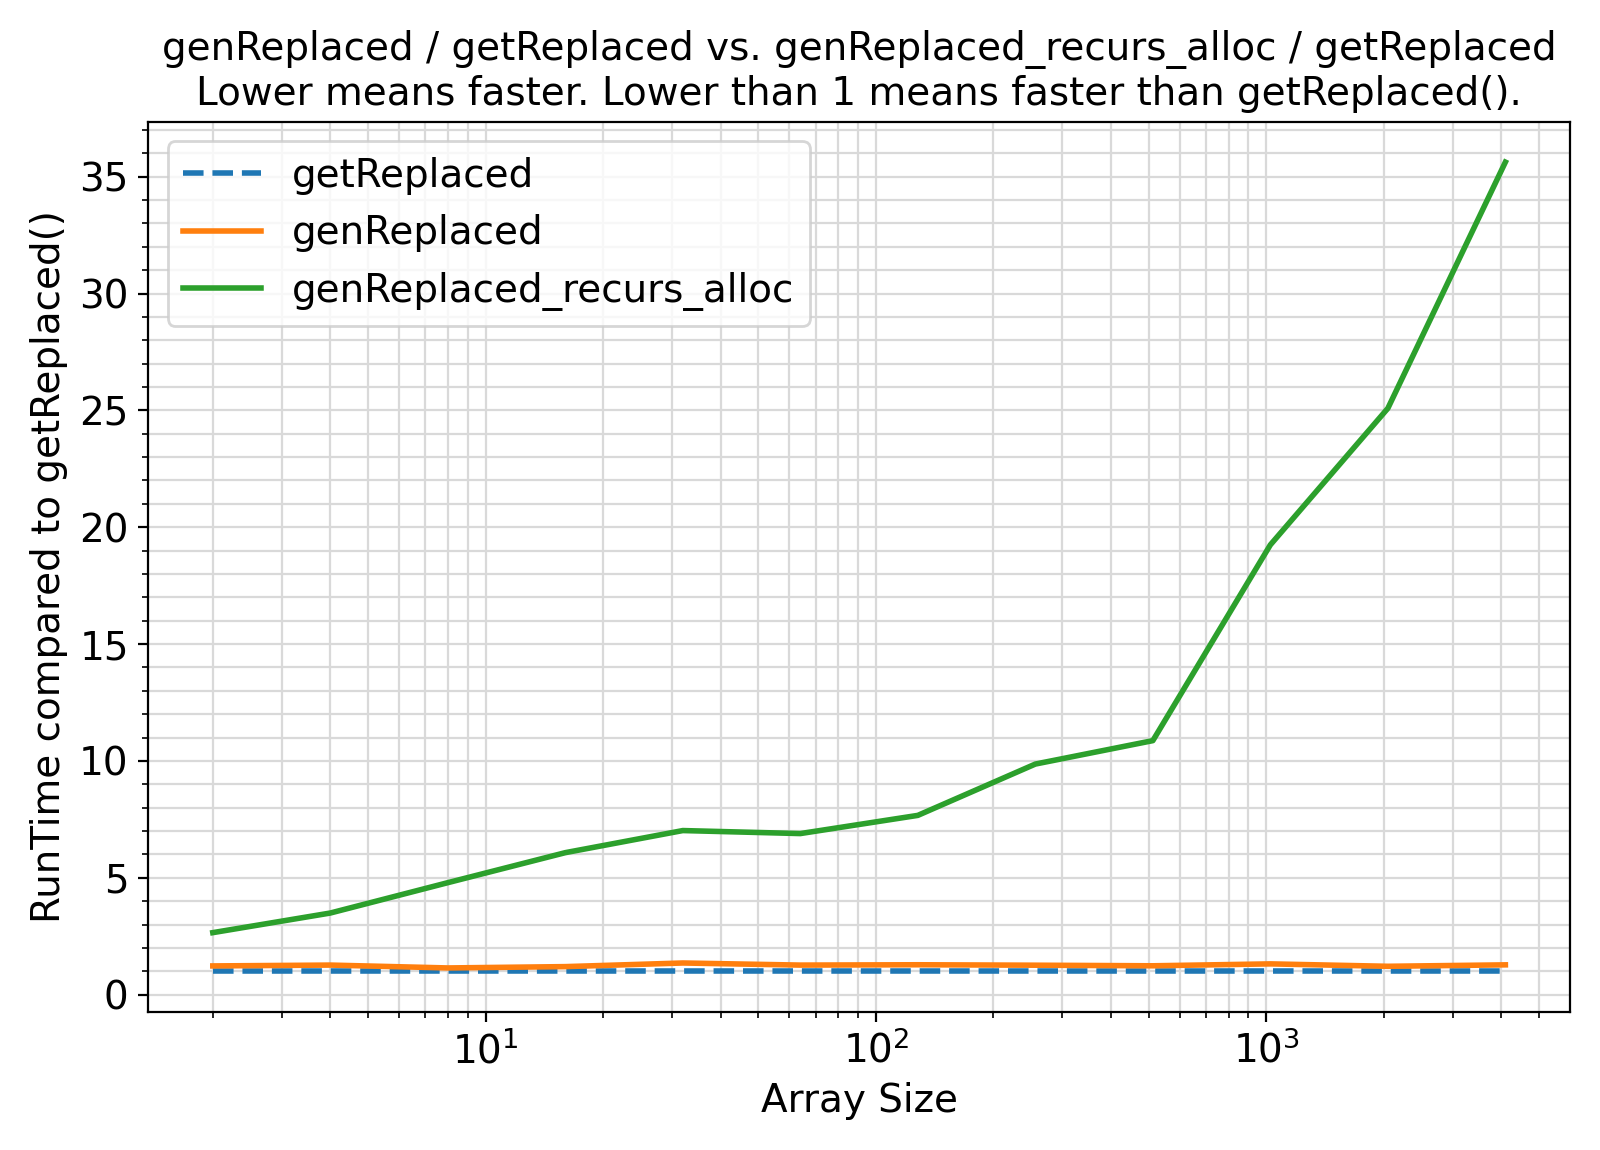 genReplaced / getReplaced vs. genReplaced_recurs_alloc / getReplaced
Lower means faster. Lower than 1 means faster than getReplaced().
getReplaced
genReplaced
genReplaced_recurs_alloc
RunTime compared to getReplaced()
35
30
25
20
15
10
5
0
10¹ 10² 10³
Array Size